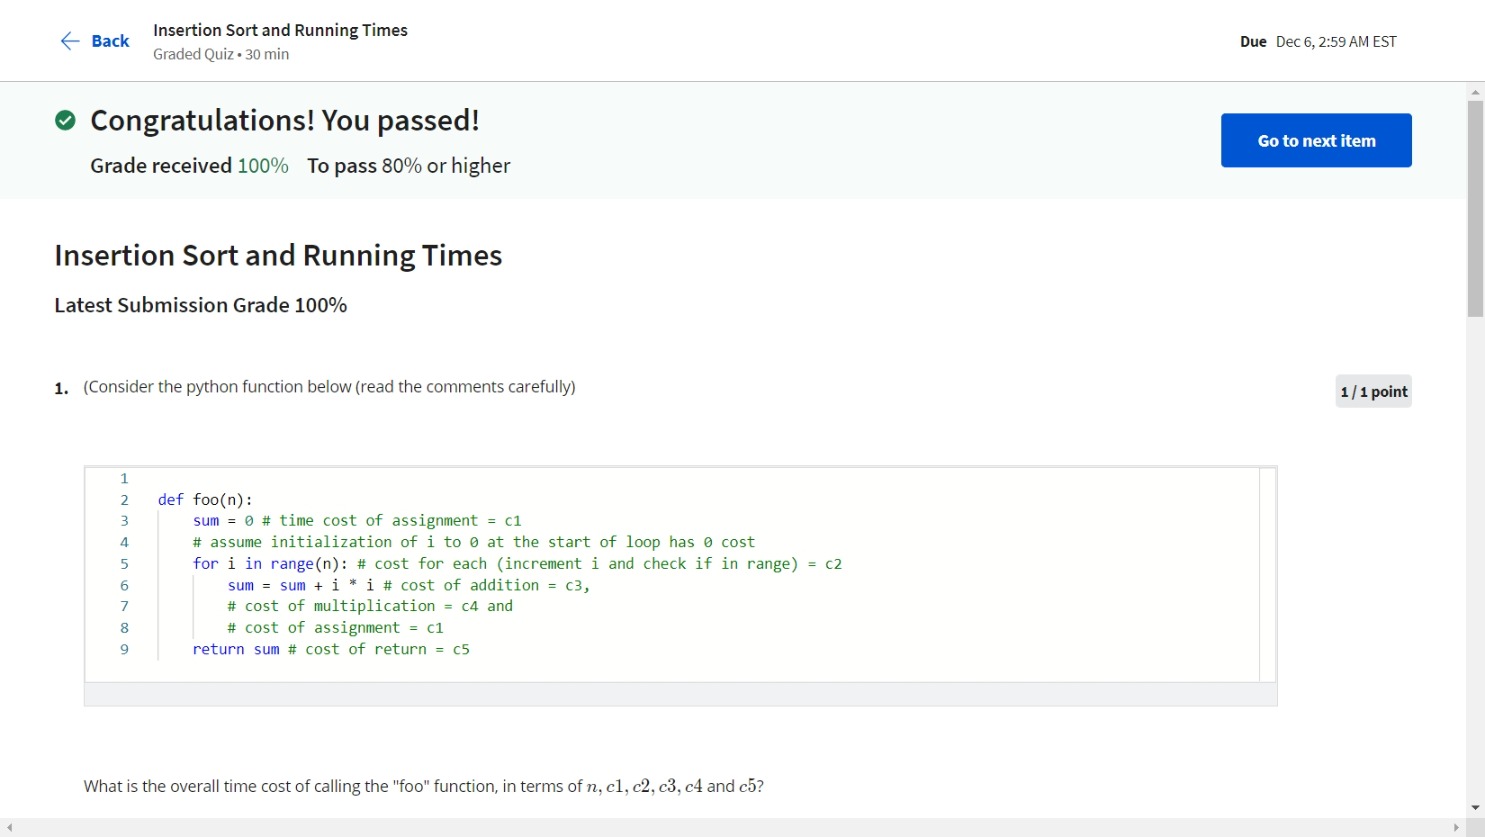 Back
Insertion Sort and Running Times
Graded Quiz • 30 min
Due Dec 6, 2:59 AM EST
Congratulations! You passed!
Grade received 100% To pass 80% or higher
Go to next item
Insertion Sort and Running Times
Latest Submission Grade 100%
1. (Consider the python function below (read the comments carefully)
1 / 1 point
1
2 def foo(n):
3 sum = 0 # time cost of assignment = c1
4 # assume initialization of i to 0 at the start of loop has 0 cost
5 for i in range(n): # cost for each (increment i and check if in range) = c2
6 sum = sum + i * i # cost of addition = c3,
7 # cost of multiplication = c4 and
8 # cost of assignment = c1
9 return sum # cost of return = c5
What is the overall time cost of calling the "foo" function, in terms of n, c1, c2, c3, c4 and c5?